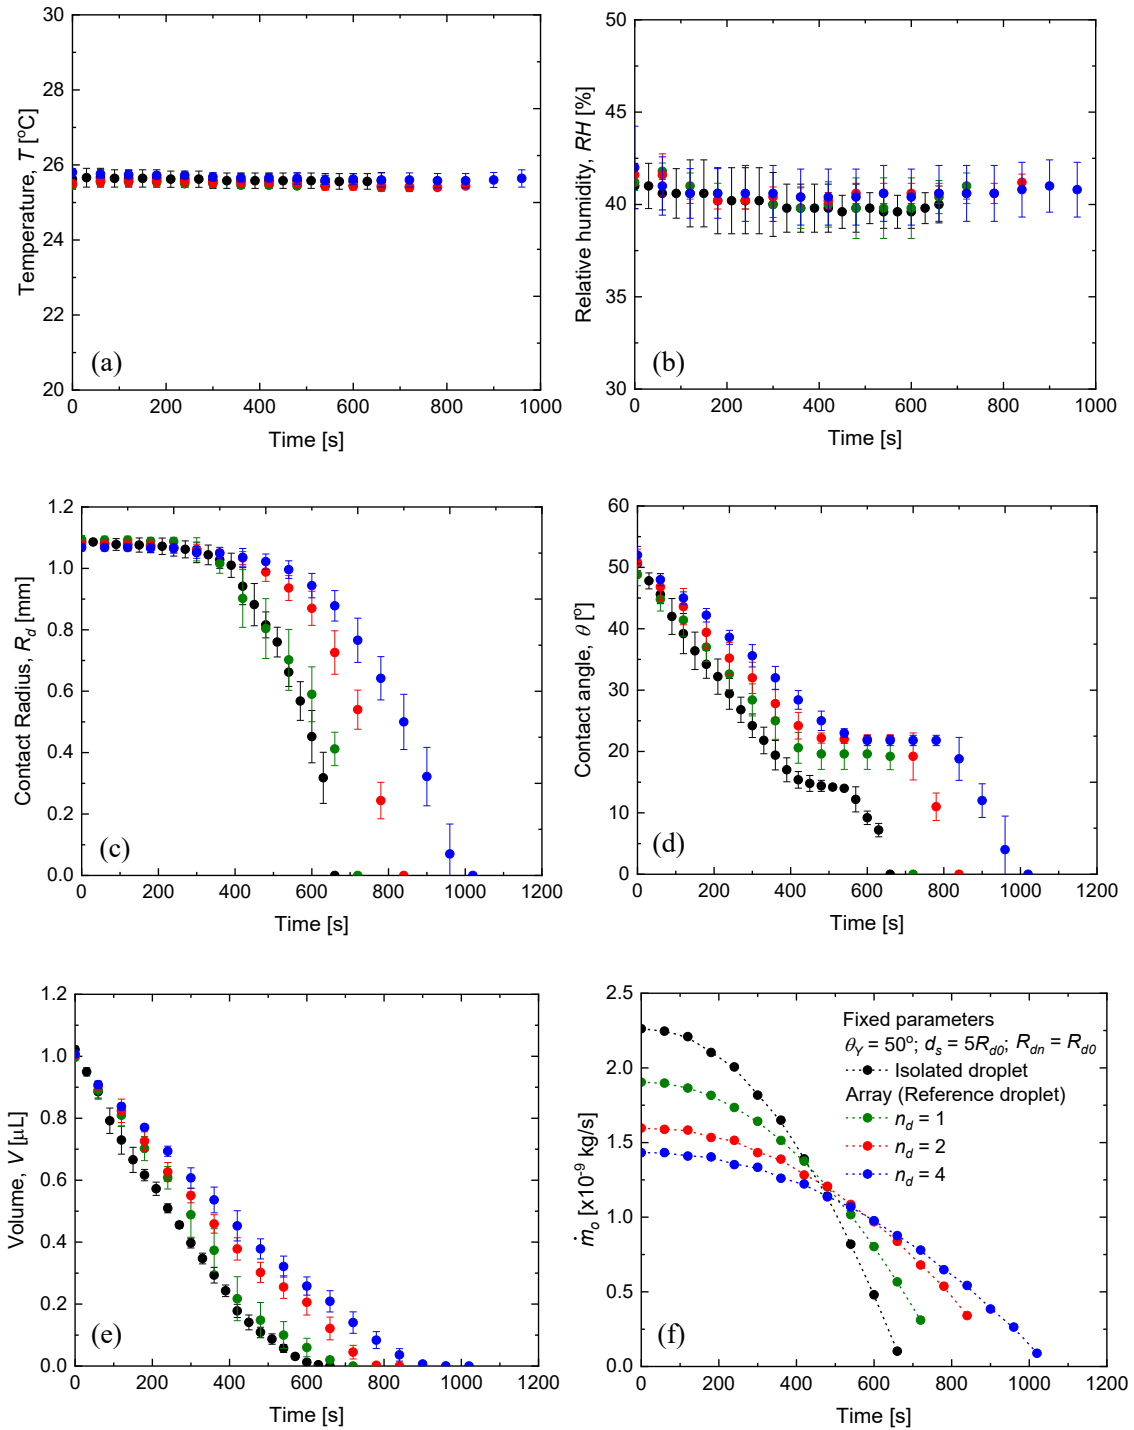 30
28
26
24
22
20
Temperature, T [°C]
(a)
0 200 400 600 800 1000
Time [s]
50
45
40
35
30
Relative humidity, RH [%]
(b)
0 200 400 600 800 1000
Time [s]
1.2
1.0
0.8
0.6
0.4
0.2
0.0
Contact Radius, R_d [mm]
(c)
0 200 400 600 800 1000 1200
Time [s]
60
50
40
30
20
10
0
Contact angle, θ [°]
(d)
0 200 400 600 800 1000 1200
Time [s]
1.2
1.0
0.8
0.6
0.4
0.2
0.0
Volume, V [µL]
(e)
0 200 400 600 800 1000 1200
Time [s]
2.5
2.0
1.5
1.0
0.5
0.0
ṁ_o [x10⁻⁹ kg/s]
Fixed parameters
θ_Y = 50°; d_s = 5R_d0; R_dn = R_d0
Isolated droplet
Array (Reference droplet)
n_d = 1
n_d = 2
n_d = 4
(f)
0 200 400 600 800 1000 1200
Time [s]